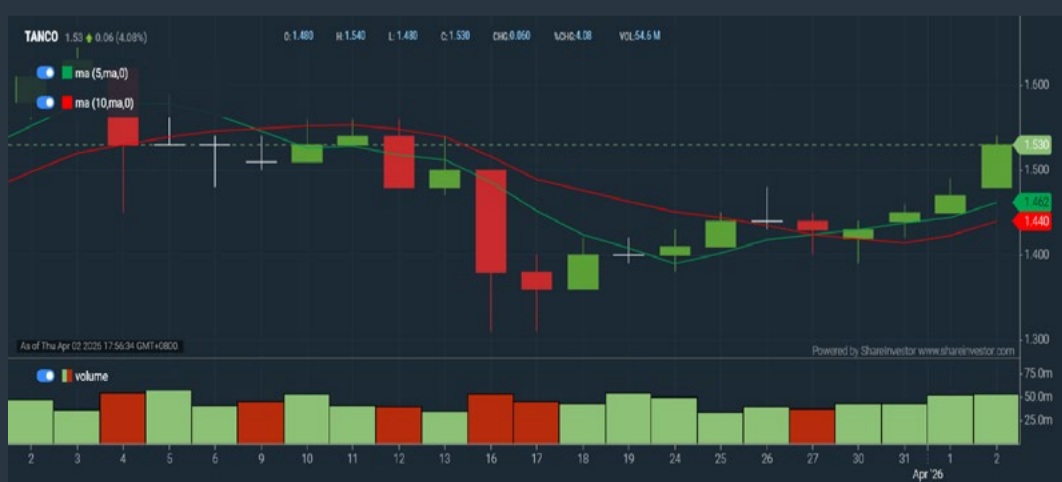 TANCO 1.53 0.06 (4.08%) O:1.480 H:1.540 L:1.480 C:1.530 CHG:0.060 %CHG:4.08 VOL:54.6 M
ma (5,ma,0)
ma (10,ma,0)
1.600
1.530
1.500
1.462
1.440
1.400
1.300
As of Thu Apr 02 2026 17:56:34 GMT+0800
Powered by ShareInvestor www.shareinvestor.com
volume
75.0m
50.0m
25.0m
2 3 4 5 6 9 10 11 12 13 16 17 18 19 24 25 26 27 30 31 1 2
Apr '26